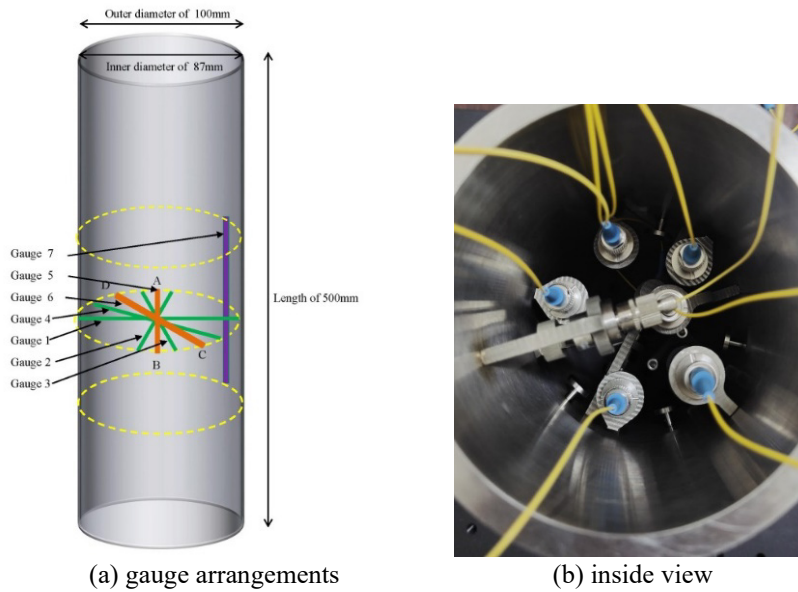 Outer diameter of 100mm
Inner diameter of 87mm
Gauge 7
Gauge 5
A
D
Gauge 6
Gauge 4
Length of 500mm
Gauge 1
Gauge 2
C
B
Gauge 3
(a) gauge arrangements
(b) inside view